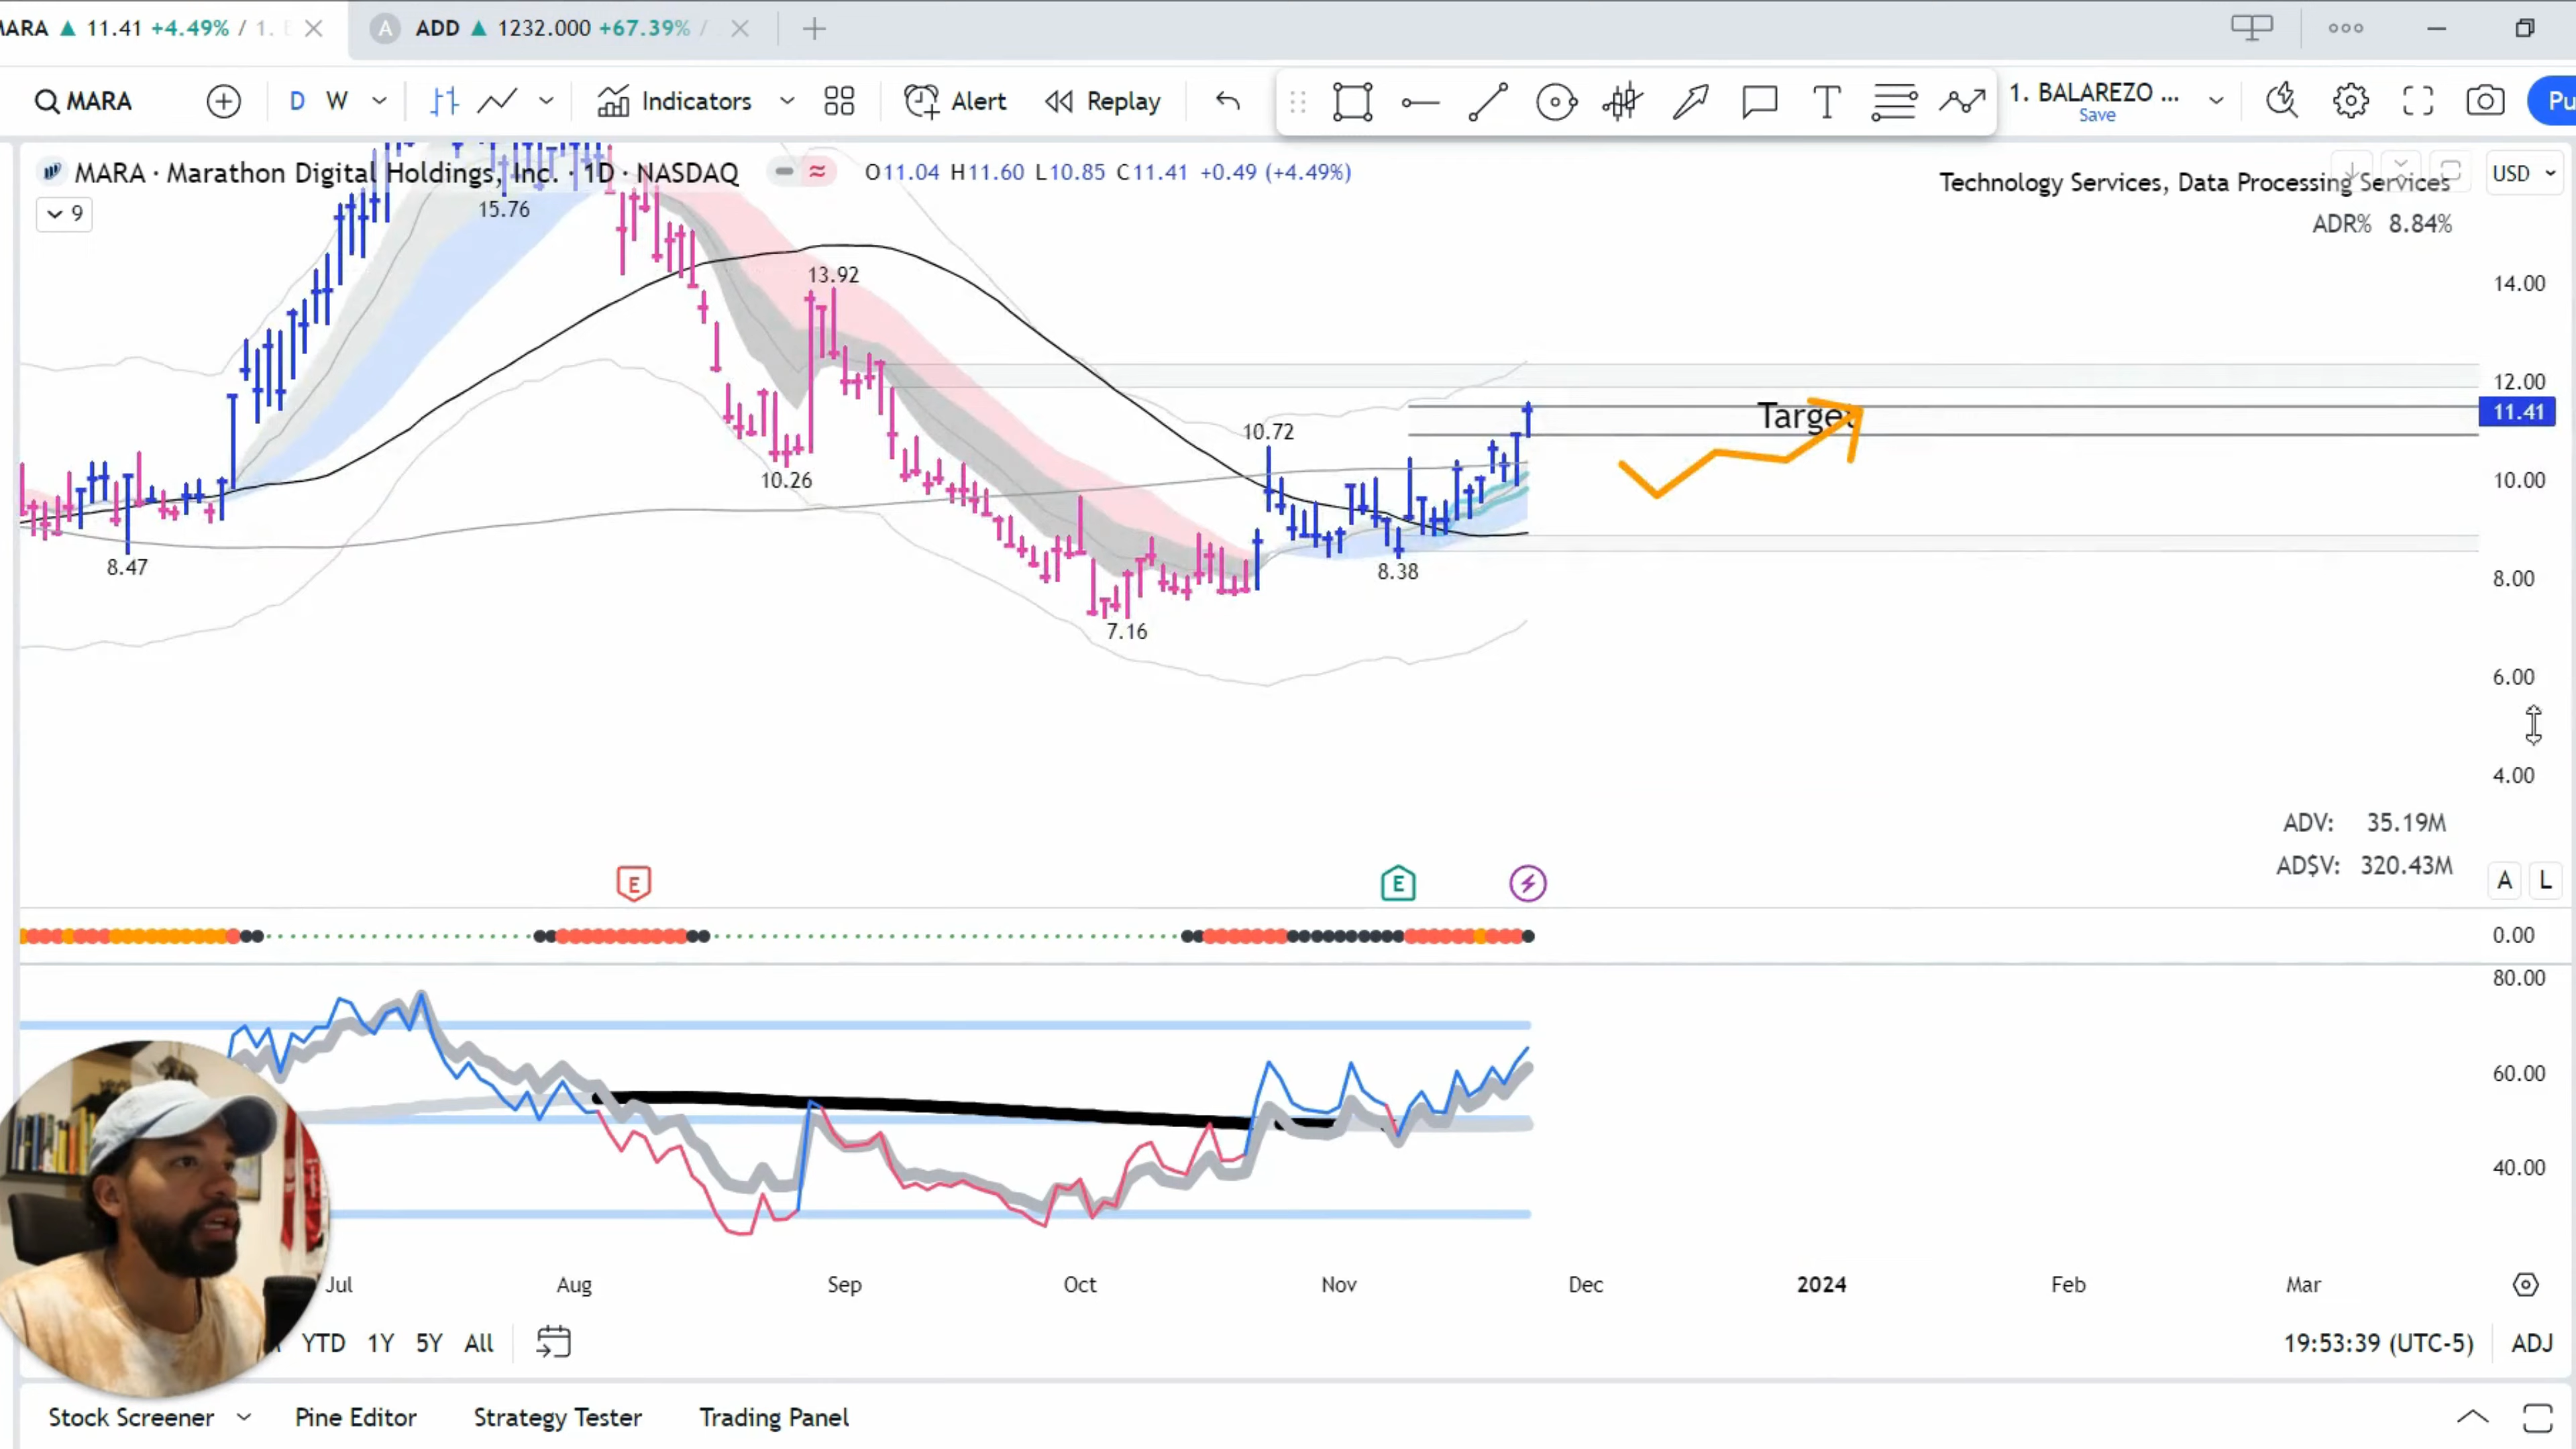 MARA ▲ 11.41 +4.49% / 1.
A ADD ▲ 1232.000 +67.39% /
MARA
D W
Indicators
Alert
Replay
T
1. BALAREZO ...
Save
MARA · Marathon Digital Holdings, Inc. · 1D · NASDAQ
O11.04 H11.60 L10.85 C11.41 +0.49 (+4.49%)
9
Technology Services, Data Processing Services
USD
ADR% 8.84%
15.76
13.92
14.00
12.00
11.41
Target
10.72
10.26
10.00
8.47
8.38
8.00
7.16
6.00
4.00
ADV: 35.19M
AD$V: 320.43M
E
E
A L
0.00
80.00
60.00
40.00
Jul Aug Sep Oct Nov Dec 2024 Feb Mar
YTD 1Y 5Y All
19:53:39 (UTC-5) ADJ
Stock Screener Pine Editor Strategy Tester Trading Panel